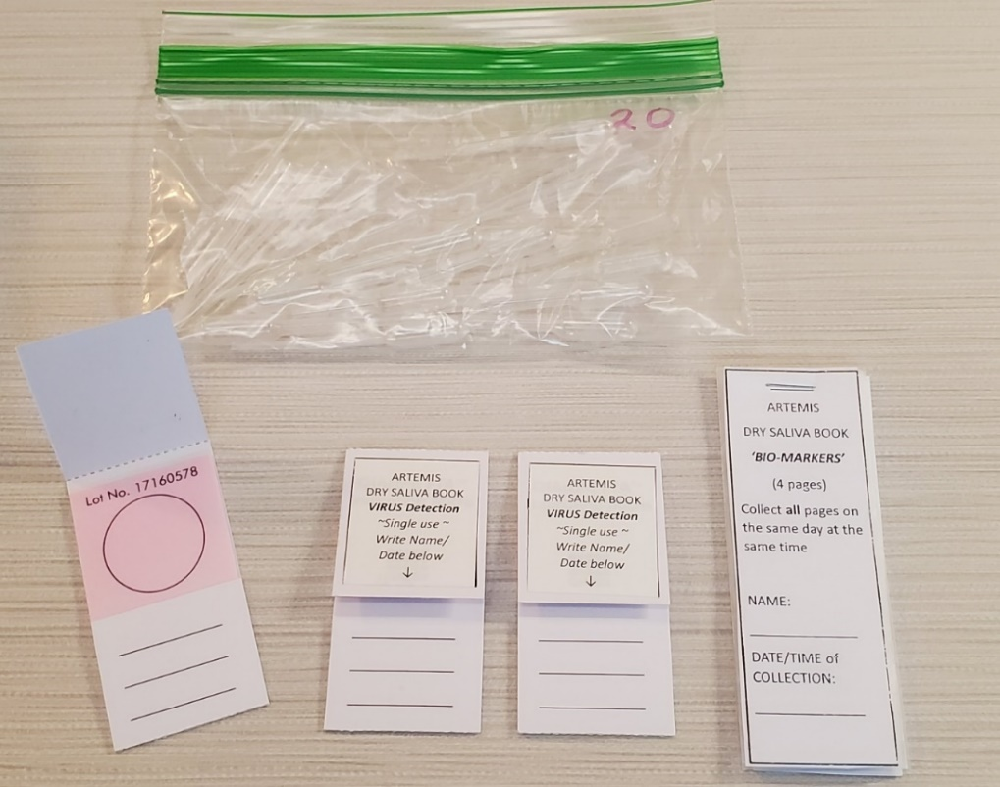 20
Lot No. 17160578
ARTEMIS
DRY SALIVA BOOK
VIRUS Detection
~Single use ~
Write Name/
Date below
↓
ARTEMIS
DRY SALIVA BOOK
VIRUS Detection
~Single use ~
Write Name/
Date below
↓
ARTEMIS
DRY SALIVA BOOK
'BIO-MARKERS'
(4 pages)
Collect all pages on
the same day at the
same time
NAME:
DATE/TIME of
COLLECTION: